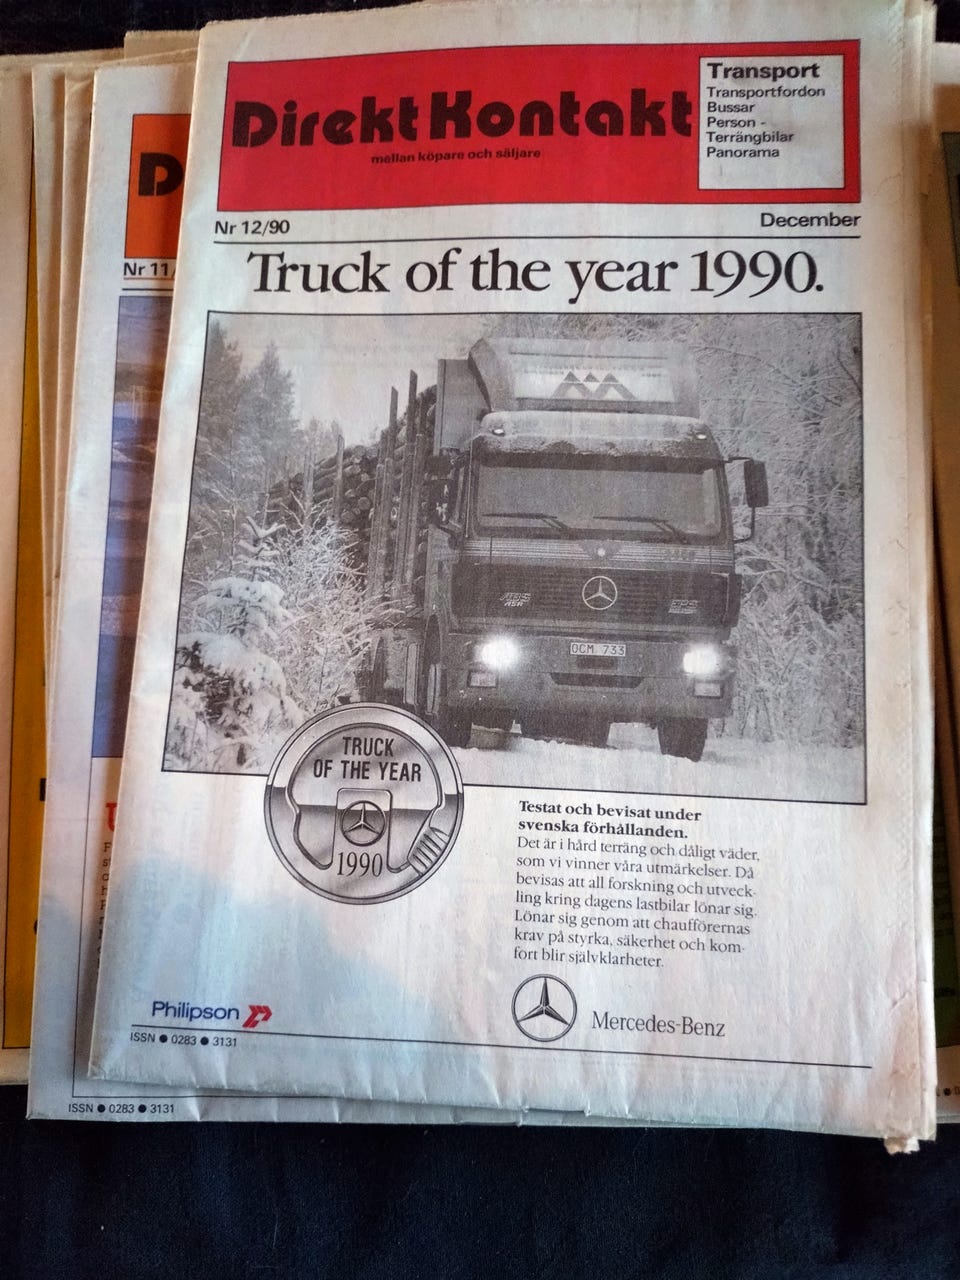 Direkt Kontakt
mellan köpare och säljare
Transport
Transportfordon
Bussar
Person -
Terrängbilar
Panorama
Nr 12/90
December
Truck of the year 1990.
OCM 733
TRUCK
OF THE YEAR
1990
Testat och bevisat under
svenska förhållanden.
Det är i hård terräng och dåligt väder,
som vi vinner våra utmärkelser. Då
bevisas att all forskning och utveck-
ling kring dagens lastbilar lönar sig.
Lönar sig genom att chaufförernas
krav på styrka, säkerhet och kom-
fort blir självklarheter.
Philipson
Mercedes-Benz
ISSN ● 0283 ● 3131
D
Nr 11/
ISSN ● 0283 ● 3131